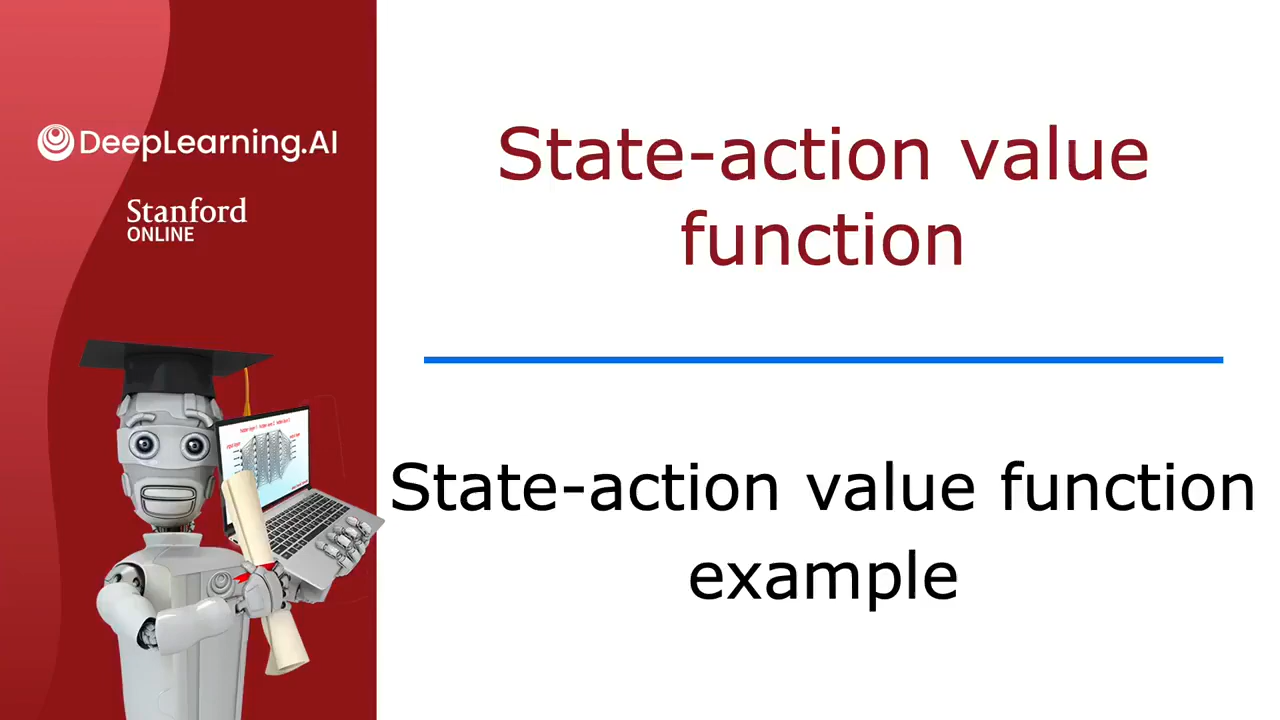 DeepLearning.AI
Stanford
ONLINE
State-action value
function
State-action value function
example